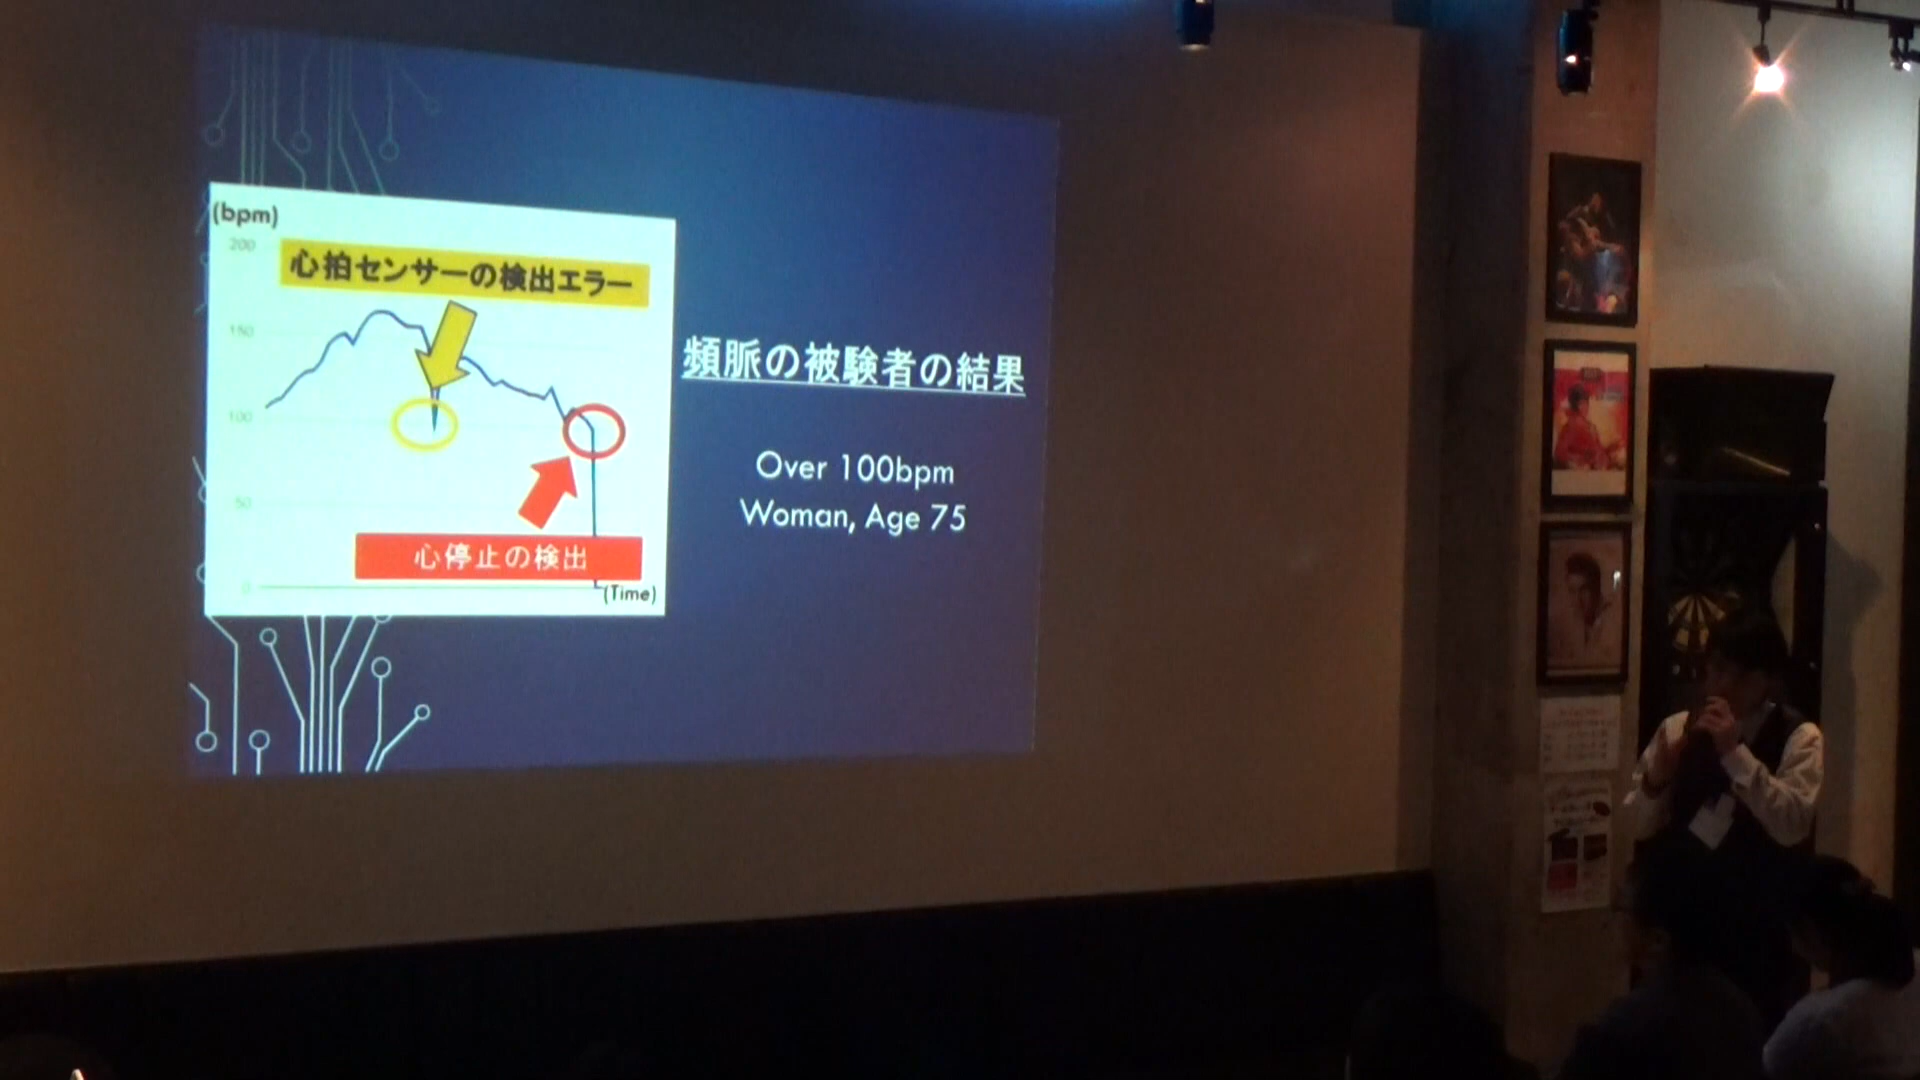 (bpm)
200
心拍センサーの検出エラー
150
100
50
心停止の検出
0
(Time)
頻脈の被験者の結果
Over 100bpm
Woman, Age 75